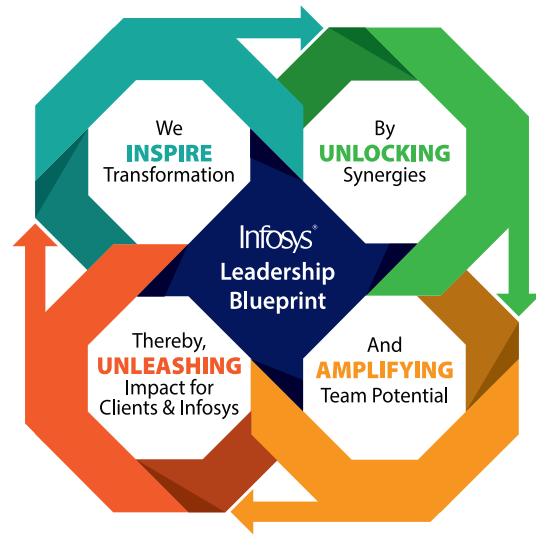 We
INSPIRE
Transformation
By
UNLOCKING
Synergies
Infosys®
Leadership
Blueprint
And
AMPLIFYING
Team Potential
Thereby,
UNLEASHING
Impact for
Clients & Infosys